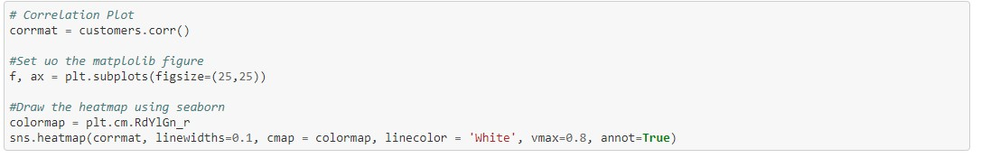 # Correlation Plot
corrmat = customers.corr()
#Set uo the matplolib figure
f, ax = plt.subplots(figsize=(25,25))
#Draw the heatmap using seaborn
colormap = plt.cm.RdYlGn_r
sns.heatmap(corrmat, linewidths=0.1, cmap = colormap, linecolor = 'White', vmax=0.8, annot=True)